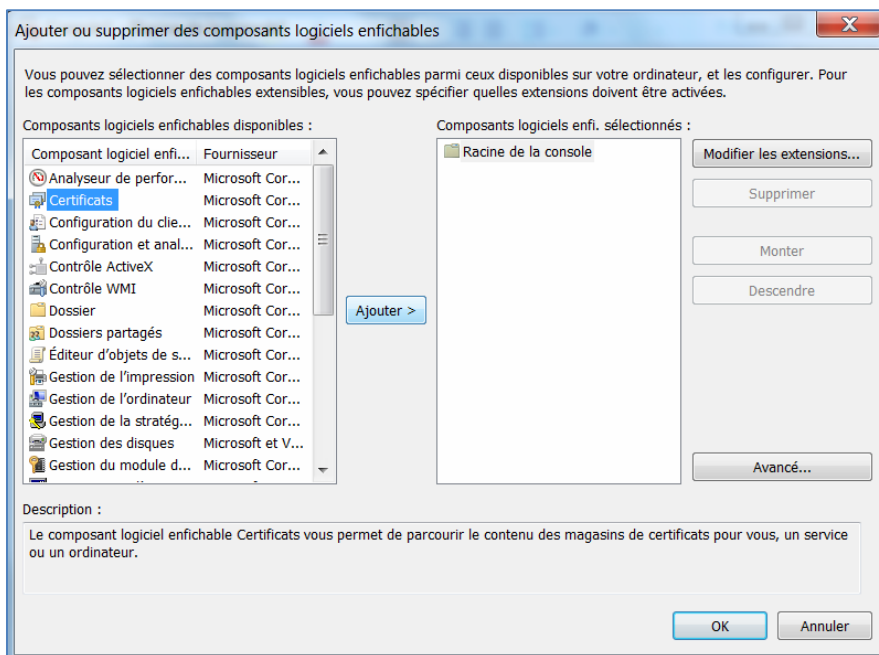 Ajouter ou supprimer des composants logiciels enfichables
Vous pouvez sélectionner des composants logiciels enfichables parmi ceux disponibles sur votre ordinateur, et les configurer. Pour
les composants logiciels enfichables extensibles, vous pouvez spécifier quelles extensions doivent être activées.
Composants logiciels enfichables disponibles :
Composant logiciel enfi... Fournisseur
Analyseur de perfor... Microsoft Cor...
Certificats Microsoft Cor...
Configuration du clie... Microsoft Cor...
Configuration et anal... Microsoft Cor...
Contrôle ActiveX Microsoft Cor...
Contrôle WMI Microsoft Cor...
Dossier Microsoft Cor...
Dossiers partagés Microsoft Cor...
Éditeur d'objets de s... Microsoft Cor...
Gestion de l'impression Microsoft Cor...
Gestion de l'ordinateur Microsoft Cor...
Gestion de la stratég... Microsoft Cor...
Gestion des disques Microsoft et V...
Gestion du module d... Microsoft Cor...
Ajouter >
Composants logiciels enfi. sélectionnés :
Racine de la console
Modifier les extensions...
Supprimer
Monter
Descendre
Avancé...
Description :
Le composant logiciel enfichable Certificats vous permet de parcourir le contenu des magasins de certificats pour vous, un service
ou un ordinateur.
OK
Annuler